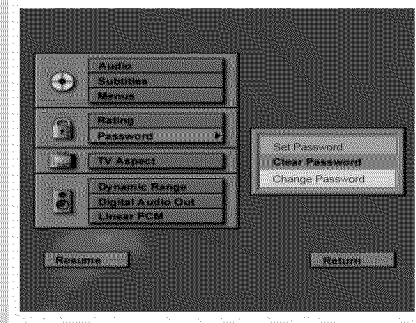 Audio
Subtitles
Menus
Rating
Password
TV Aspect
Dynamic Range
Digital Audio Out
Linear PCM
Set Password
Clear Password
Change Password
Resume
Return